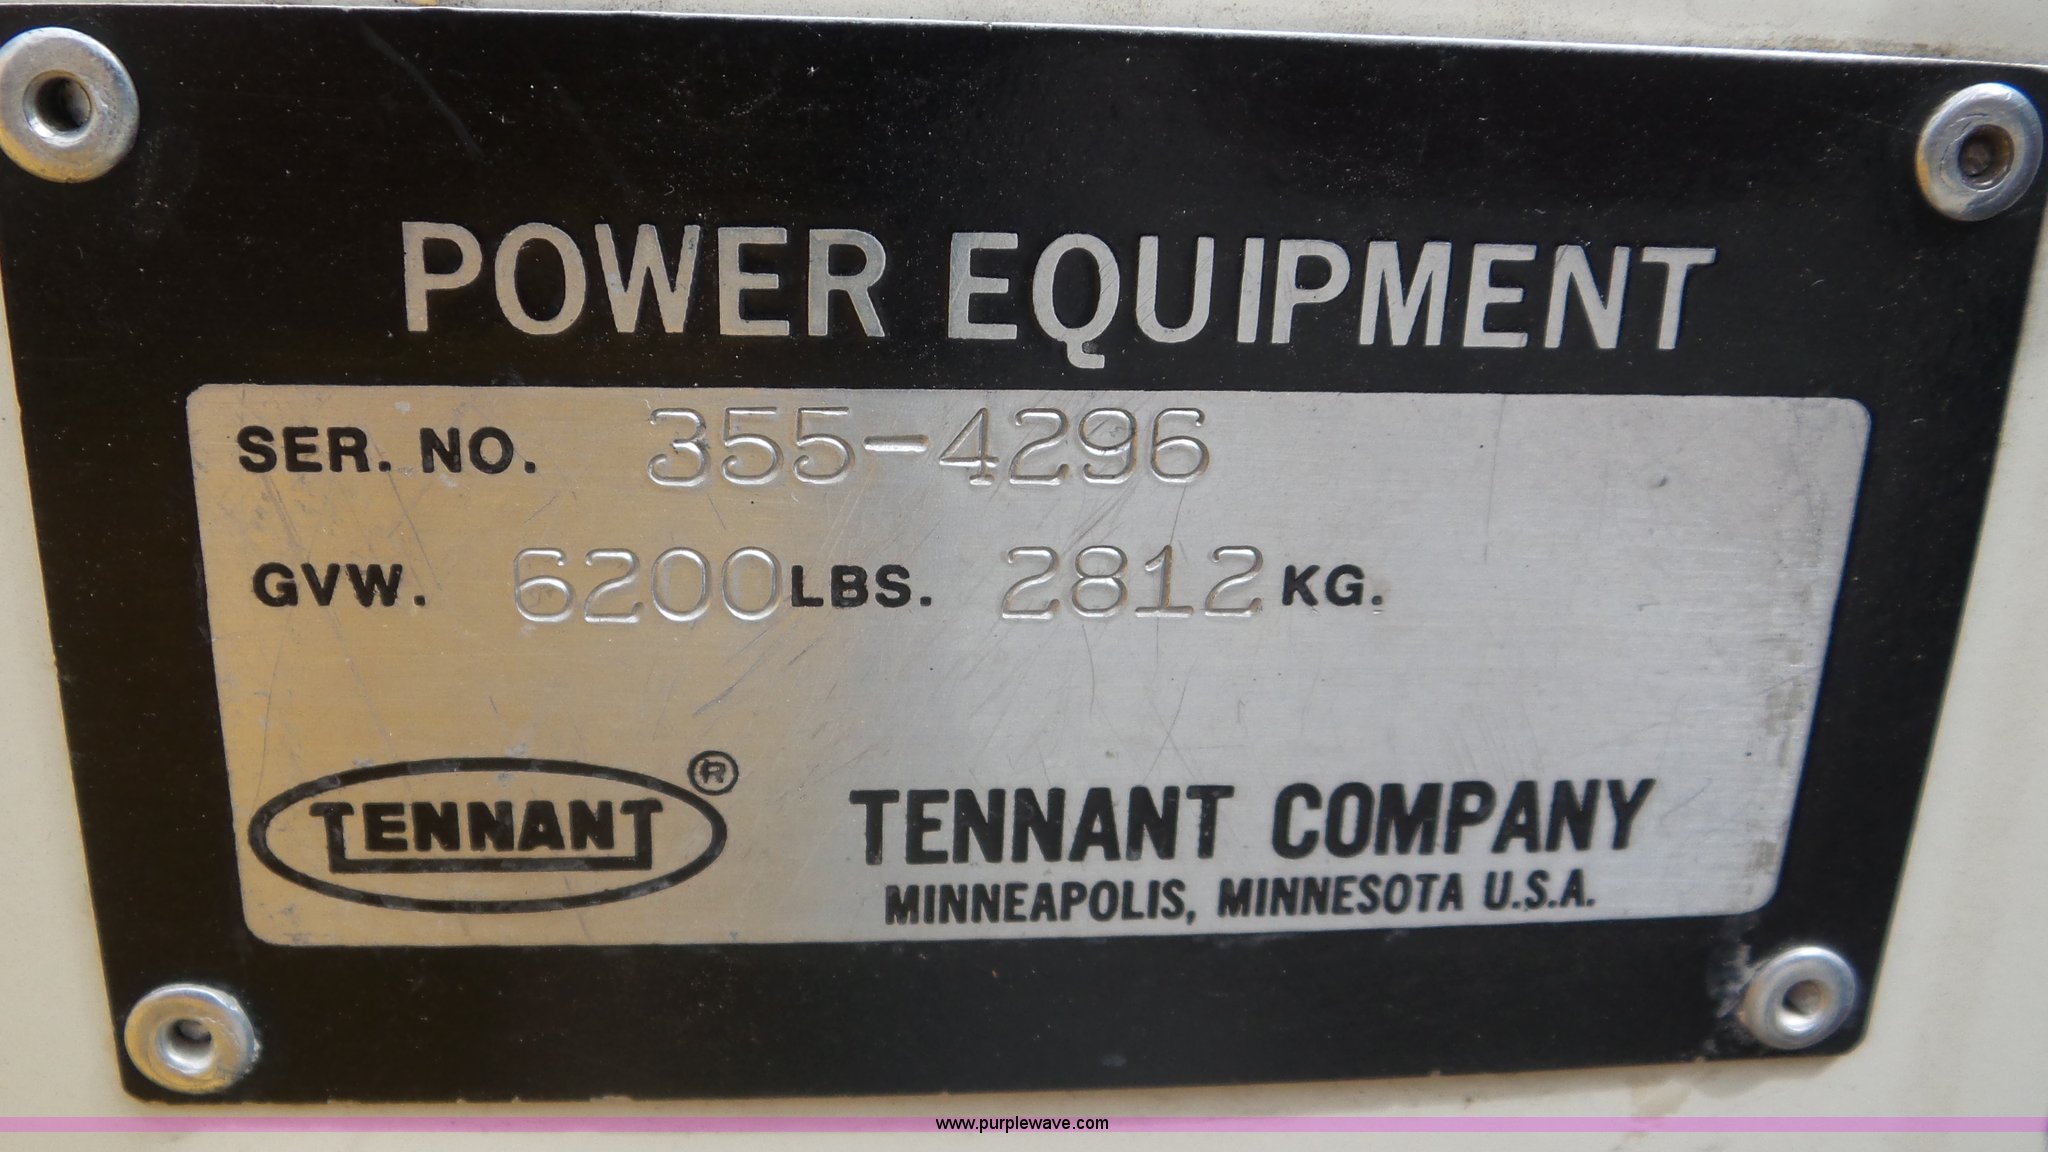 POWER EQUIPMENT
SER. NO. 355-4296
GVW. 6200 LBS. 2812 KG.
TENNANT ®
TENNANT COMPANY
MINNEAPOLIS, MINNESOTA U.S.A.
www.purplewave.com